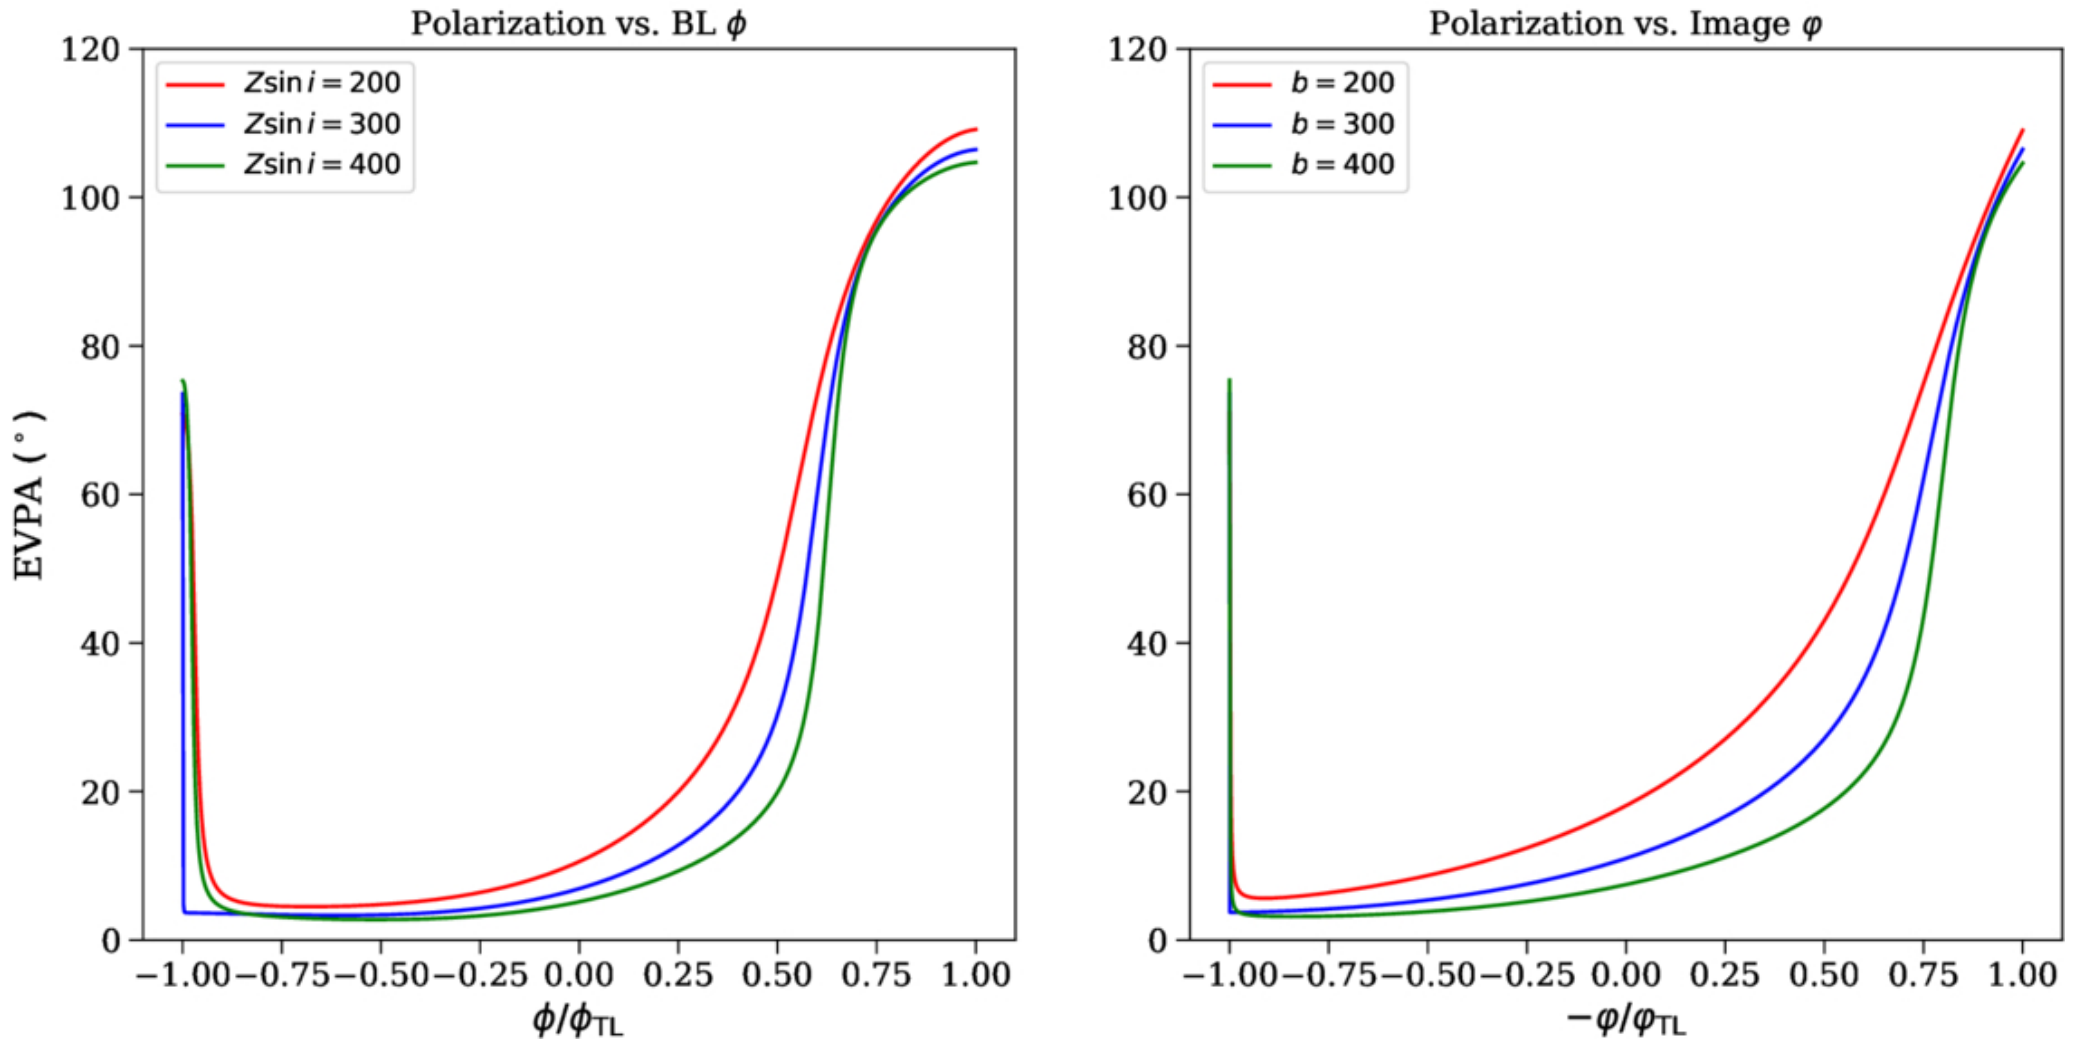 Polarization vs. BL ϕ
120
100
80
60
40
20
0
EVPA (°)
Z sin i = 200
Z sin i = 300
Z sin i = 400
−1.00 −0.75 −0.50 −0.25 0.00 0.25 0.50 0.75 1.00
ϕ/ϕTL
Polarization vs. Image φ
120
100
80
60
40
20
0
b = 200
b = 300
b = 400
−1.00 −0.75 −0.50 −0.25 0.00 0.25 0.50 0.75 1.00
−φ/φTL